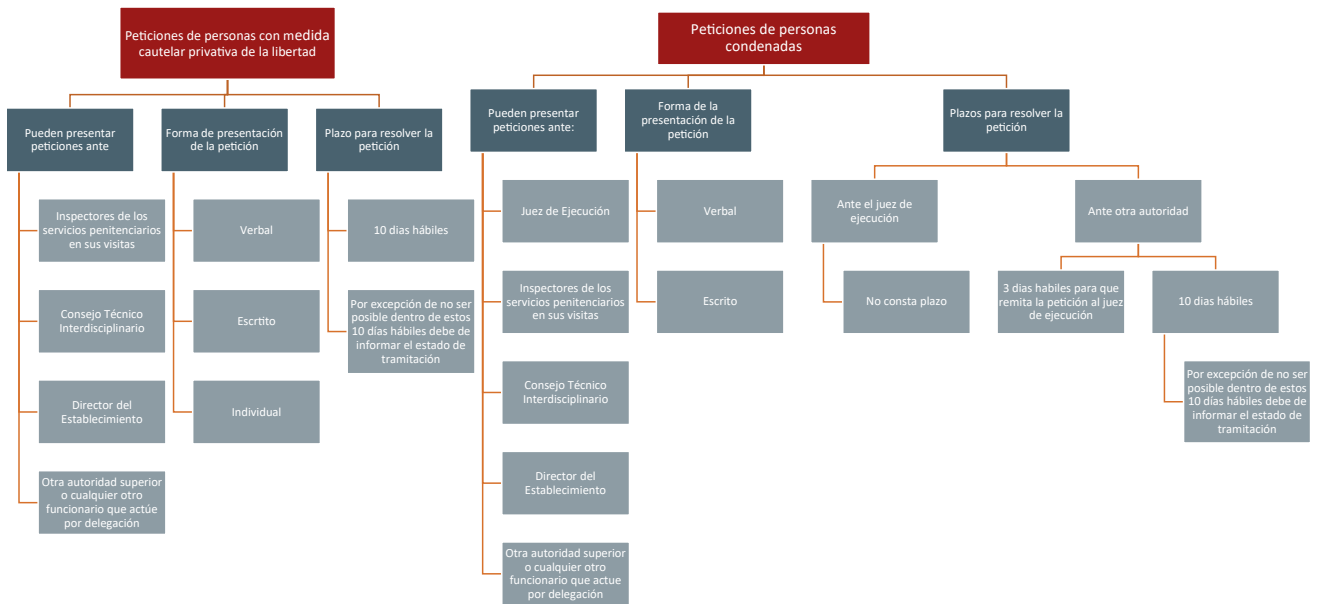 Peticiones de personas con medida
cautelar privativa de la libertad
Pueden presentar
peticiones ante
Inspectores de los
servicios penitenciarios
en sus visitas
Consejo Técnico
Interdisciplinario
Director del
Establecimiento
Otra autoridad superior
o cualquier otro
funcionario que actúe
por delegación
Forma de presentación
de la petición
Verbal
Escrtito
Individual
Plazo para resolver la
petición
10 dias hábiles
Por excepción de no ser
posible dentro de estos
10 días hábiles debe de
informar el estado de
tramitación
Peticiones de personas
condenadas
Pueden presentar
peticiones ante:
Juez de Ejecución
Inspectores de los
servicios penitenciarios
en sus visitas
Consejo Técnico
Interdisciplinario
Director del
Establecimiento
Otra autoridad superior
o cualquier otro
funcionario que actue
por delegación
Forma de la
presentación de la
petición
Verbal
Escrito
Plazos para resolver la
petición
Ante el juez de
ejecución
No consta plazo
Ante otra autoridad
3 dias habiles para que
remita la petición al juez
de ejecución
10 dias hábiles
Por excepción de no ser
posible dentro de estos
10 días hábiles debe de
informar el estado de
tramitación